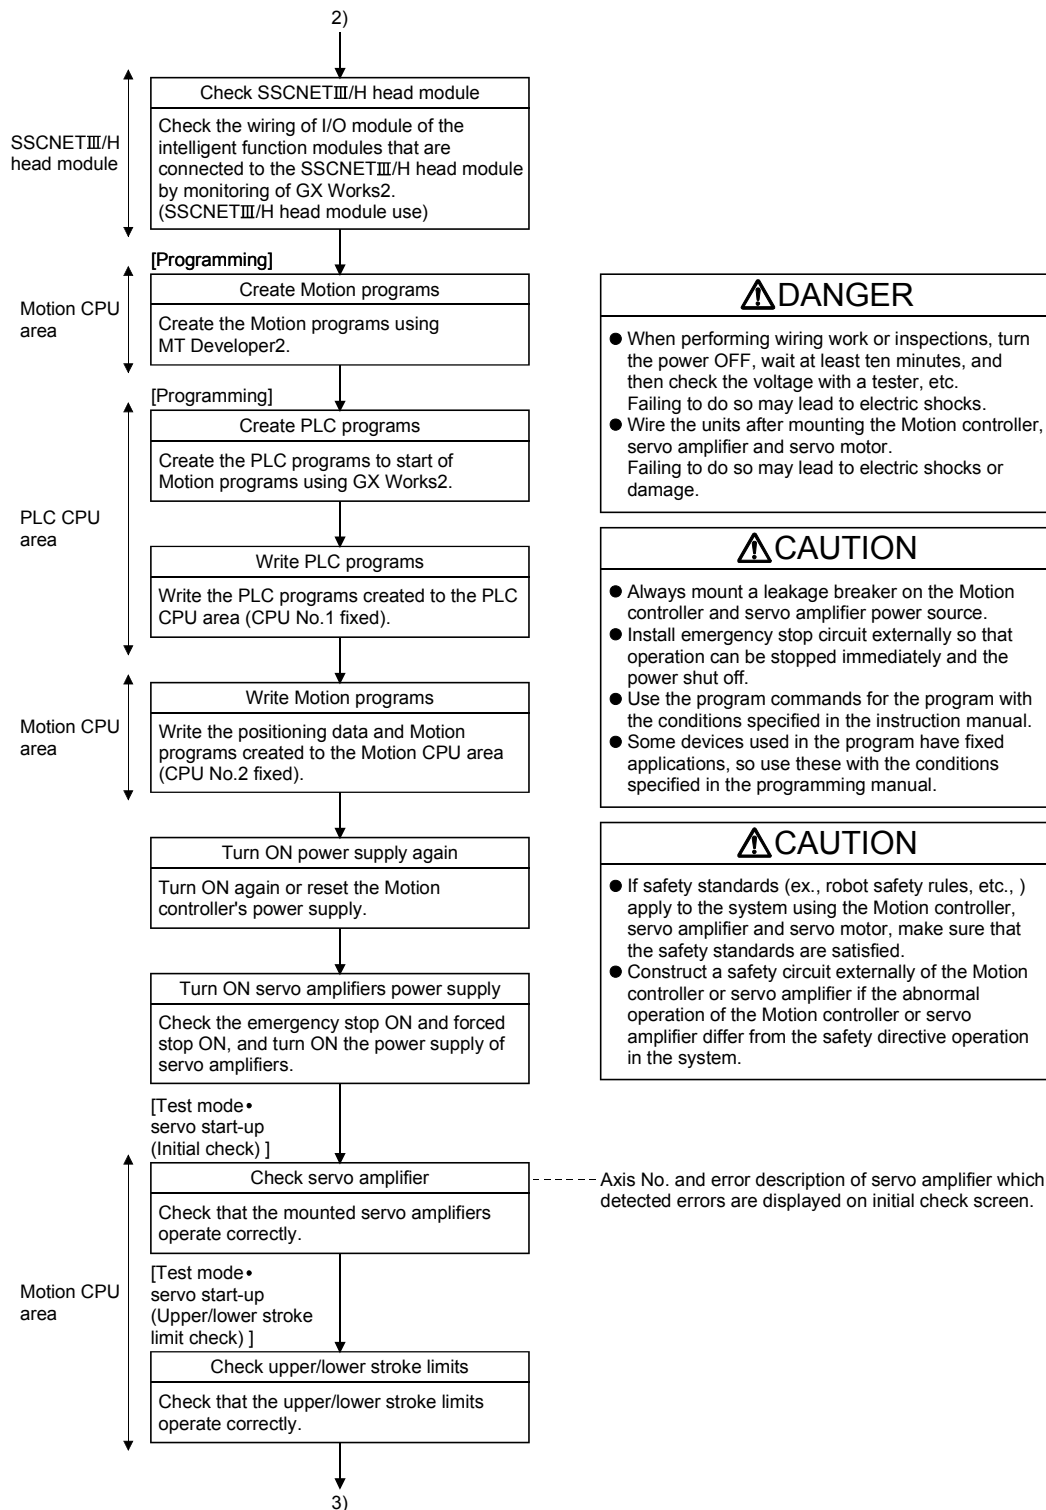 2)
SSCNETⅢ/H
head module
Check SSCNETⅢ/H head module
Check the wiring of I/O module of the
intelligent function modules that are
connected to the SSCNETⅢ/H head module
by monitoring of GX Works2.
(SSCNETⅢ/H head module use)
[Programming]
Motion CPU
area
Create Motion programs
Create the Motion programs using
MT Developer2.
[Programming]
PLC CPU
area
Create PLC programs
Create the PLC programs to start of
Motion programs using GX Works2.
Write PLC programs
Write the PLC programs created to the PLC
CPU area (CPU No.1 fixed).
Motion CPU
area
Write Motion programs
Write the positioning data and Motion
programs created to the Motion CPU area
(CPU No.2 fixed).
Turn ON power supply again
Turn ON again or reset the Motion
controller's power supply.
Turn ON servo amplifiers power supply
Check the emergency stop ON and forced
stop ON, and turn ON the power supply of
servo amplifiers.
[Test mode•
servo start-up
(Initial check) ]
Motion CPU
area
Check servo amplifier
Check that the mounted servo amplifiers
operate correctly.
Axis No. and error description of servo amplifier which
detected errors are displayed on initial check screen.
[Test mode•
servo start-up
(Upper/lower stroke
limit check) ]
Check upper/lower stroke limits
Check that the upper/lower stroke limits
operate correctly.
3)
⚠DANGER
● When performing wiring work or inspections, turn
the power OFF, wait at least ten minutes, and
then check the voltage with a tester, etc.
Failing to do so may lead to electric shocks.
● Wire the units after mounting the Motion controller,
servo amplifier and servo motor.
Failing to do so may lead to electric shocks or
damage.
⚠CAUTION
● Always mount a leakage breaker on the Motion
controller and servo amplifier power source.
● Install emergency stop circuit externally so that
operation can be stopped immediately and the
power shut off.
● Use the program commands for the program with
the conditions specified in the instruction manual.
● Some devices used in the program have fixed
applications, so use these with the conditions
specified in the programming manual.
⚠CAUTION
● If safety standards (ex., robot safety rules, etc., )
apply to the system using the Motion controller,
servo amplifier and servo motor, make sure that
the safety standards are satisfied.
● Construct a safety circuit externally of the Motion
controller or servo amplifier if the abnormal
operation of the Motion controller or servo
amplifier differ from the safety directive operation
in the system.